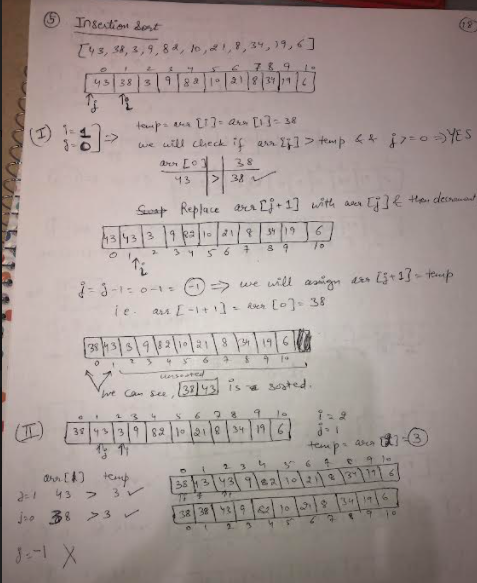 ⑤ Insertion Sort
18
[43, 38, 3, 9, 82, 10, 21, 8, 34, 19, 6]
0 1 2 3 4 5 6 7 8 9 10
43 38 3 9 82 10 21 8 34 19 6
j i
(I) i=1 temp = arr[i] = arr[1] = 38
j=0 ⇒ we will check if arr[j] > temp && j >= 0 ⇒ YES
arr[0] 38
43 > 38 ✓
Swap Replace arr[j+1] with arr[j] & then decrement
43 43 3 9 82 10 21 8 34 19 6
0 1 2 3 4 5 6 7 8 9 10
i
j = j-1 = 0-1 = (-1) ⇒ we will assign arr[j+1] = temp
i.e. arr[-1+1] = arr[0] = 38
38 43 3 9 82 10 21 8 34 19 6
0 1 2 3 4 5 6 7 8 9 10
unsorted
We can see, 38 43 is sorted.
(II) 0 1 2 3 4 5 6 7 8 9 10
38 43 3 9 82 10 21 8 34 19 6
j i
i = 2
j = 1
temp = arr[2] = ③
arr[j] temp
j=1 43 > 3 ✓
j=0 38 > 3 ✓
j=-1 X
0 1 2 3 4 5 6 7 8 9 10
38 43 43 9 82 10 21 8 34 19 6
38 38 43 9 82 10 21 8 34 19 6
0 1 2 3 4 5 6 7 8 9 10